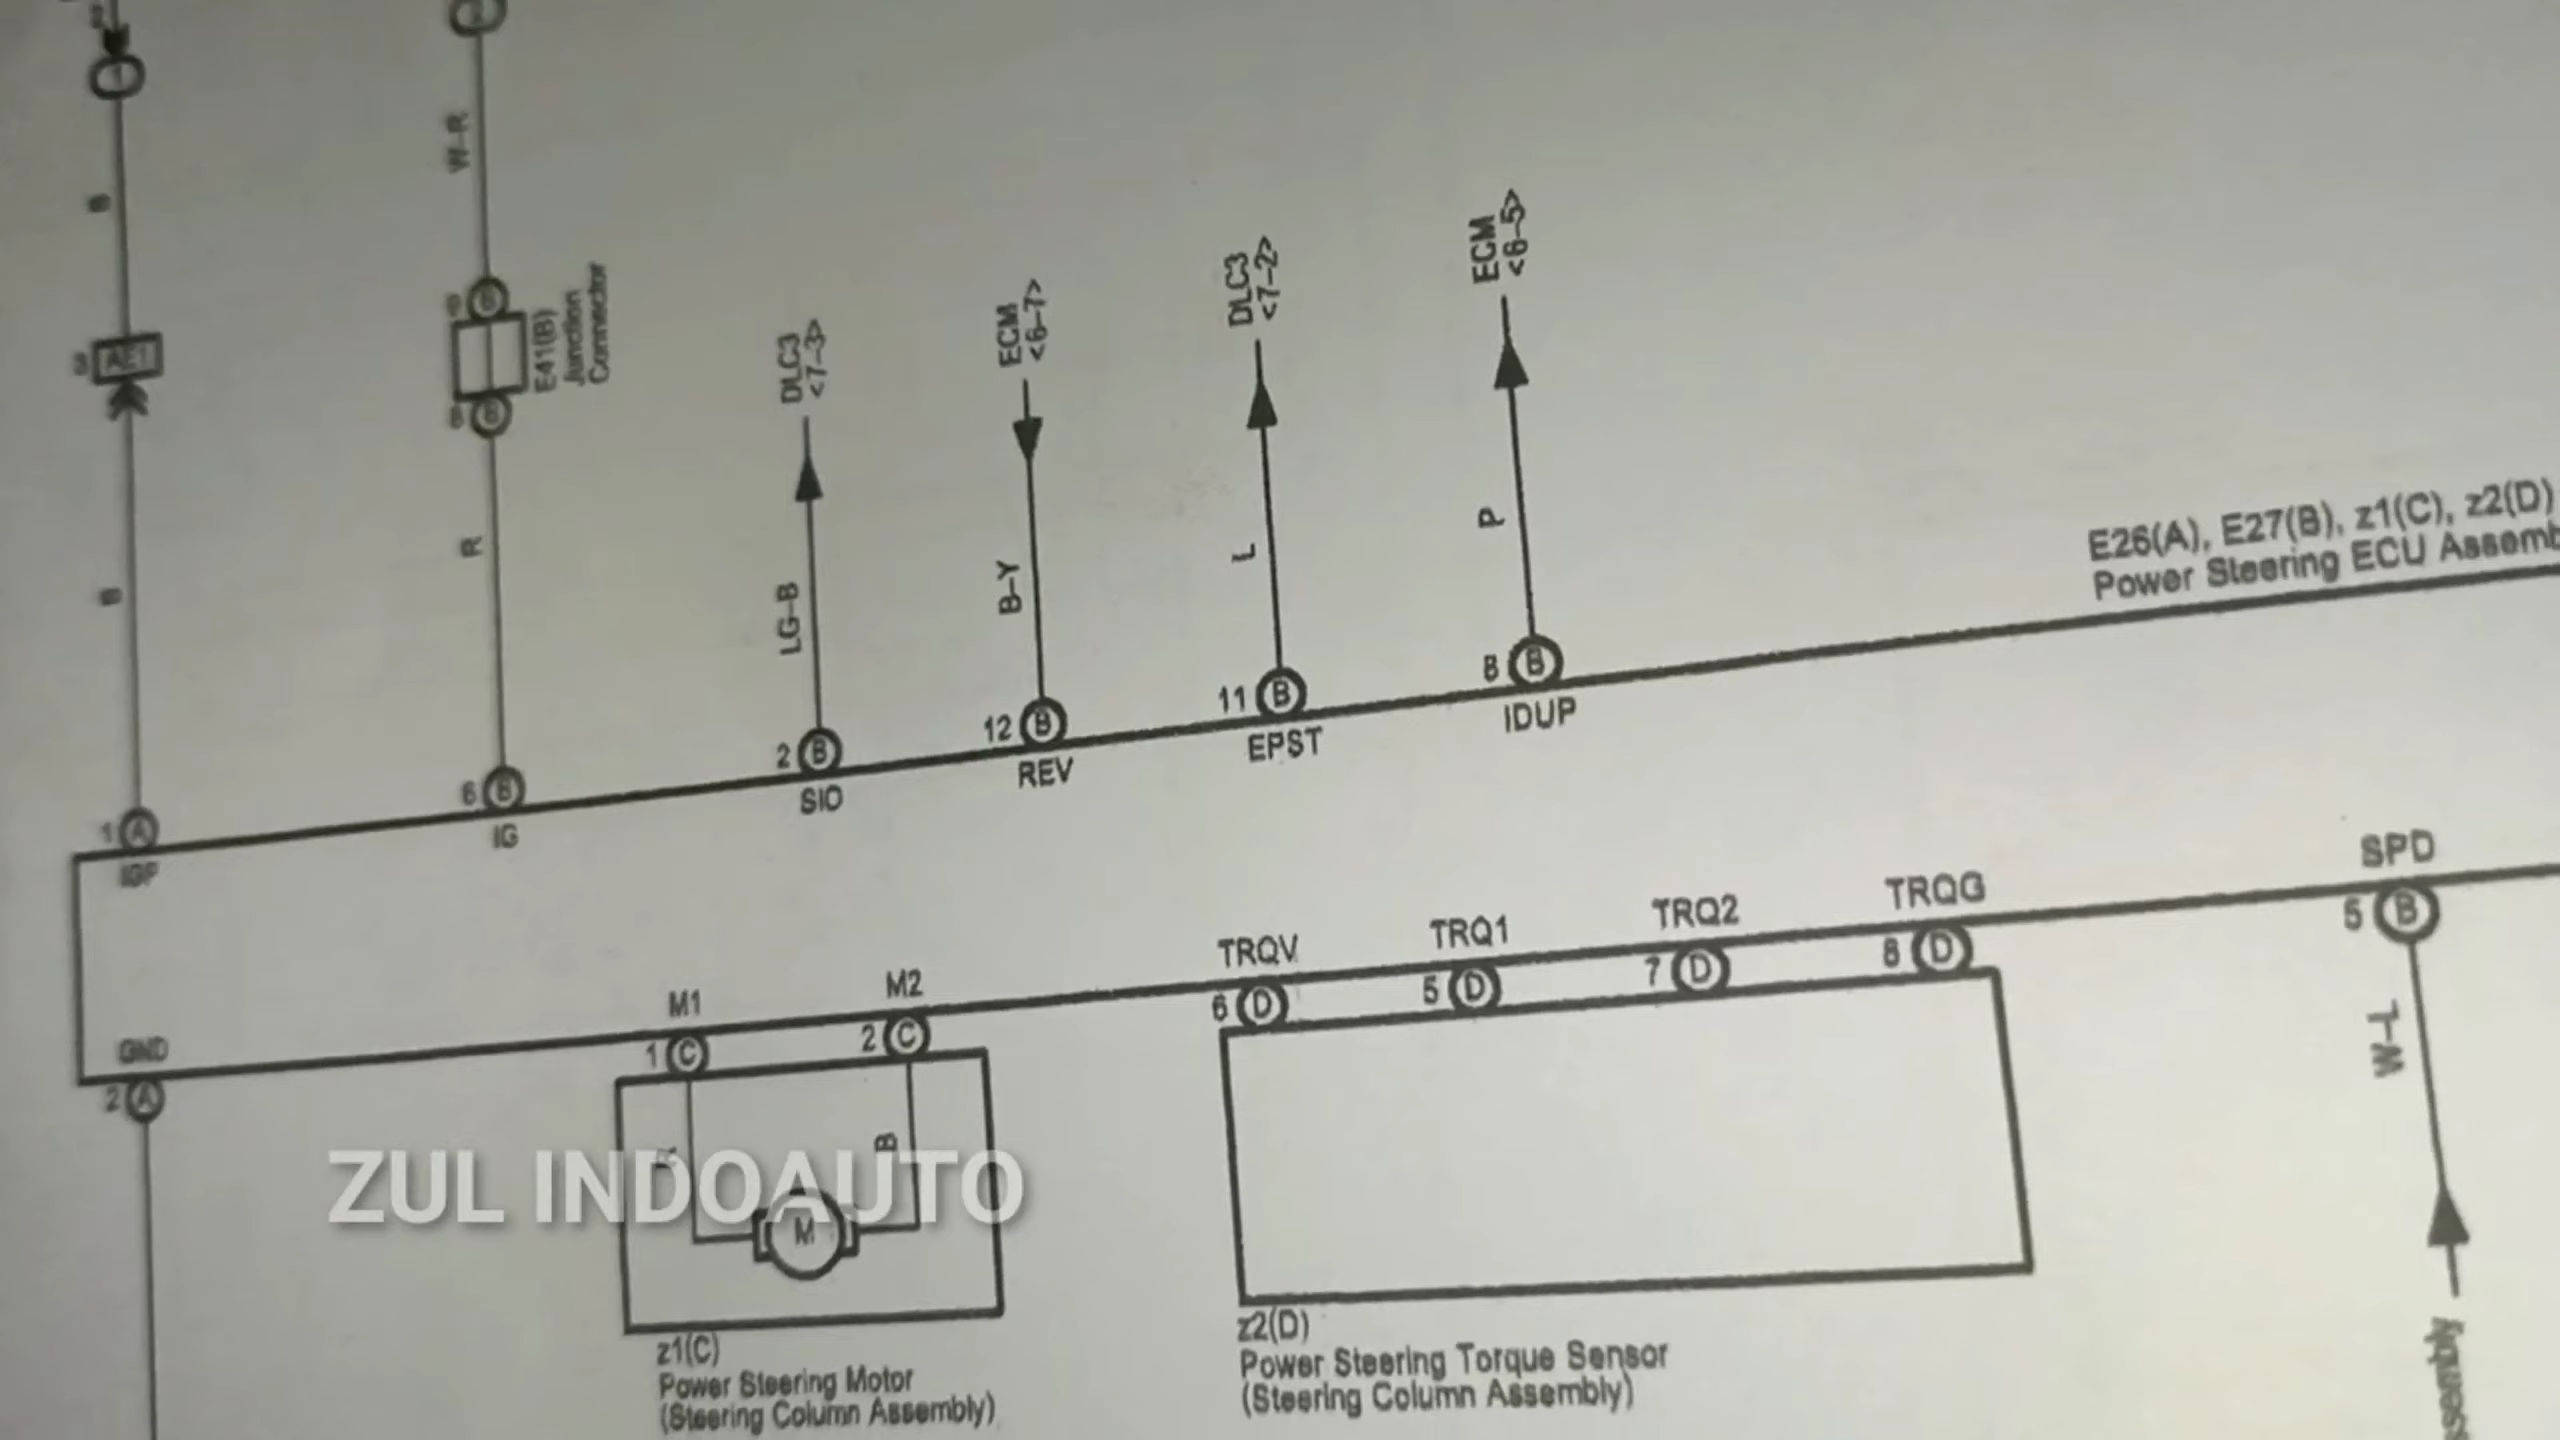 B
AE1
B
1 A
IGP
W-R
B
E41(B)
Junction
Connector
B
R
6 B
IG
DLC3
<7-3>
LG-B
2 B
SIO
ECM
<6-7>
B-Y
12 B
REV
DLC3
<7-2>
L
11 B
EPST
ECM
<6-5>
P
8 B
IDUP
E26(A), E27(B), z1(C), z2(D)
Power Steering ECU
GND
2 A
M1
1 C
M2
2 C
B
M
z1(C)
Power Steering Motor
(Steering Column Assembly)
TRQV
6 D
TRQ1
5 D
TRQ2
7 D
TRQG
8 D
z2(D)
Power Steering Torque Sensor
(Steering Column Assembly)
SPD
5 B
W-L
ZUL INDOAUTO